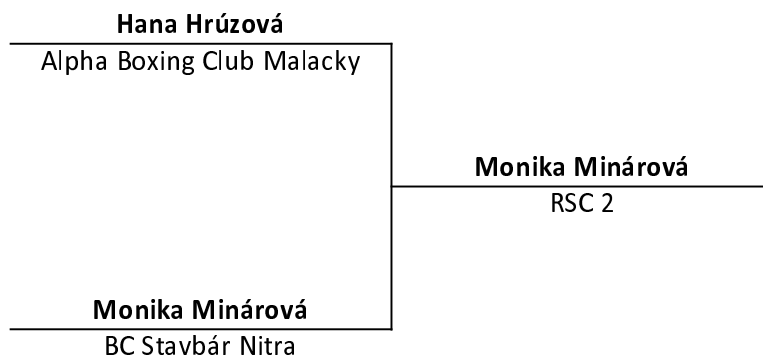 Hana Hrúzová
Alpha Boxing Club Malacky
Monika Minárová
RSC 2
Monika Minárová
BC Stavbár Nitra